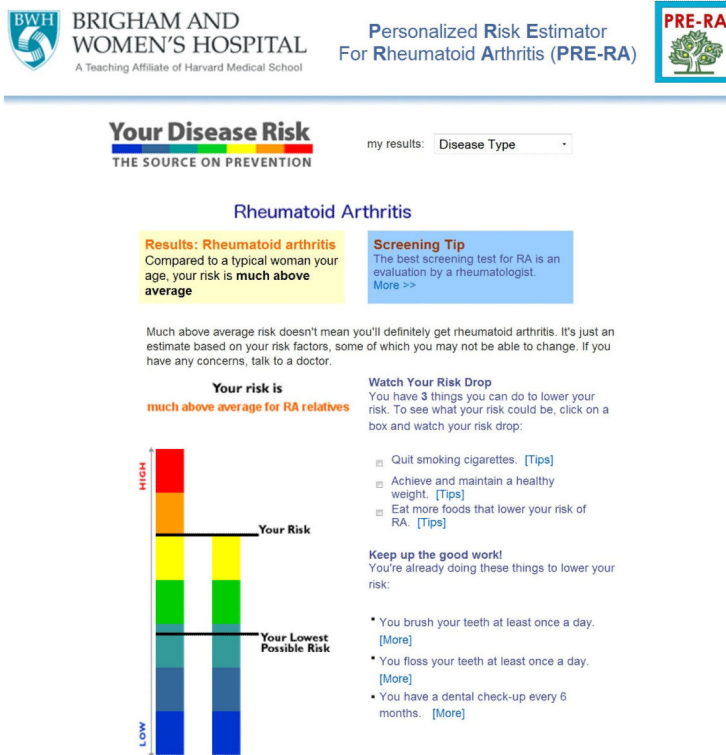 BWH
BRIGHAM AND
WOMEN'S HOSPITAL
A Teaching Affiliate of Harvard Medical School
Personalized Risk Estimator
For Rheumatoid Arthritis (PRE-RA)
PRE-RA
Your Disease Risk
THE SOURCE ON PREVENTION
my results: Disease Type
Rheumatoid Arthritis
Results: Rheumatoid arthritis
Compared to a typical woman your
age, your risk is much above
average
Screening Tip
The best screening test for RA is an
evaluation by a rheumatologist.
More >>
Much above average risk doesn't mean you'll definitely get rheumatoid arthritis. It's just an
estimate based on your risk factors, some of which you may not be able to change. If you
have any concerns, talk to a doctor.
Your risk is
much above average for RA relatives
HIGH
Your Risk
Your Lowest
Possible Risk
LOW
Watch Your Risk Drop
You have 3 things you can do to lower your
risk. To see what your risk could be, click on a
box and watch your risk drop:
Quit smoking cigarettes. [Tips]
Achieve and maintain a healthy
weight. [Tips]
Eat more foods that lower your risk of
RA. [Tips]
Keep up the good work!
You're already doing these things to lower your
risk:
▪ You brush your teeth at least once a day.
[More]
▪ You floss your teeth at least once a day.
[More]
▪ You have a dental check-up every 6
months. [More]